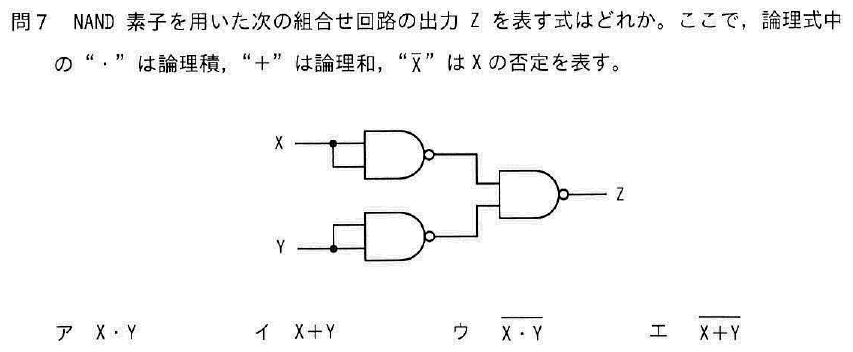 問7 NAND 素子を用いた次の組合せ回路の出力 Z を表す式はどれか。ここで，論理式中
の“・”は論理積，“＋”は論理和，“X̅”は X の否定を表す。
X
Z
Y
ア X・Y イ X＋Y ウ X̅・̅Y̅ エ X̅＋̅Y̅